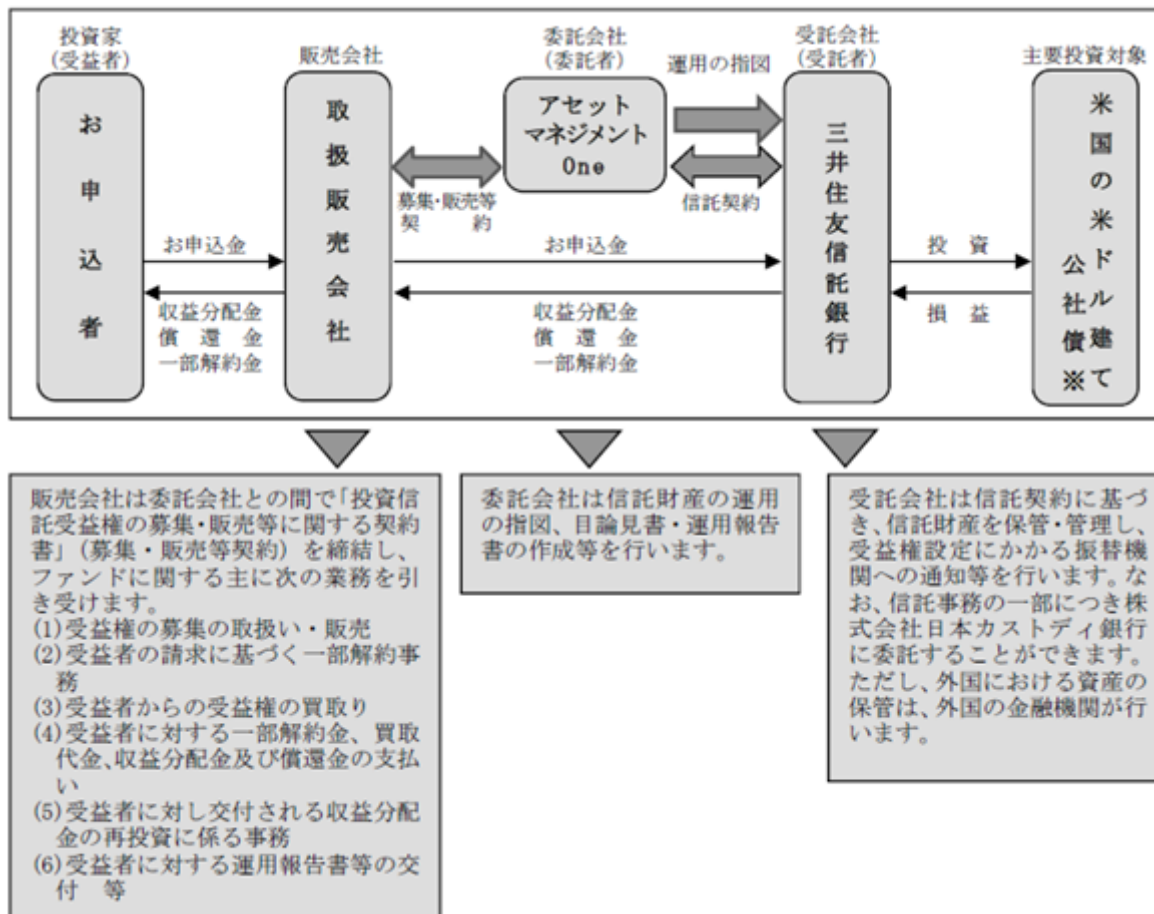 投資家
(受益者)
販売会社
委託会社
(委託者)
運用の指図
受託会社
(受託者)
主要投資対象
お申込者
取扱販売会社
アセット
マネジメント
One
三井住友信託銀行
米国の米ドル建て
公社債※
募集・販売等
契　　約
信託契約
お申込金
お申込金
投　資
収益分配金
償　還　金
一部解約金
収益分配金
償　還　金
一部解約金
損　益
販売会社は委託会社との間で「投資信
託受益権の募集・販売等に関する契約
書」（募集・販売等契約）を締結し、
ファンドに関する主に次の業務を引
き受けます。
(1)受益権の募集の取扱い・販売
(2)受益者の請求に基づく一部解約事
務
(3)受益者からの受益権の買取り
(4)受益者に対する一部解約金、買取
代金、収益分配金及び償還金の支払
い
(5)受益者に対し交付される収益分配
金の再投資に係る事務
(6)受益者に対する運用報告書等の交
付　等
委託会社は信託財産の運用
の指図、目論見書・運用報告
書の作成等を行います。
受託会社は信託契約に基づ
き、信託財産を保管・管理し、
受益権設定にかかる振替機
関への通知等を行います。な
お、信託事務の一部につき株
式会社日本カストディ銀行
に委託することができます。
ただし、外国における資産の
保管は、外国の金融機関が行
います。